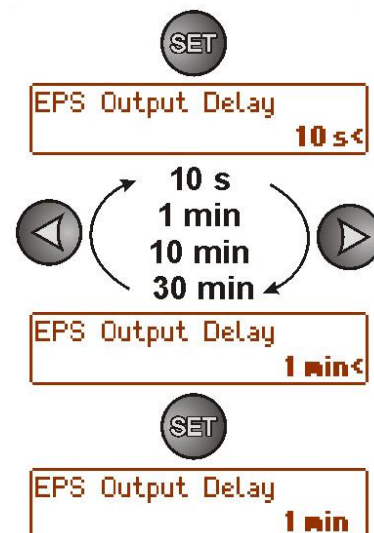 SET
EPS Output Delay
10 s<
10 s
1 min
10 min
30 min
EPS Output Delay
1 min<
SET
EPS Output Delay
1 min